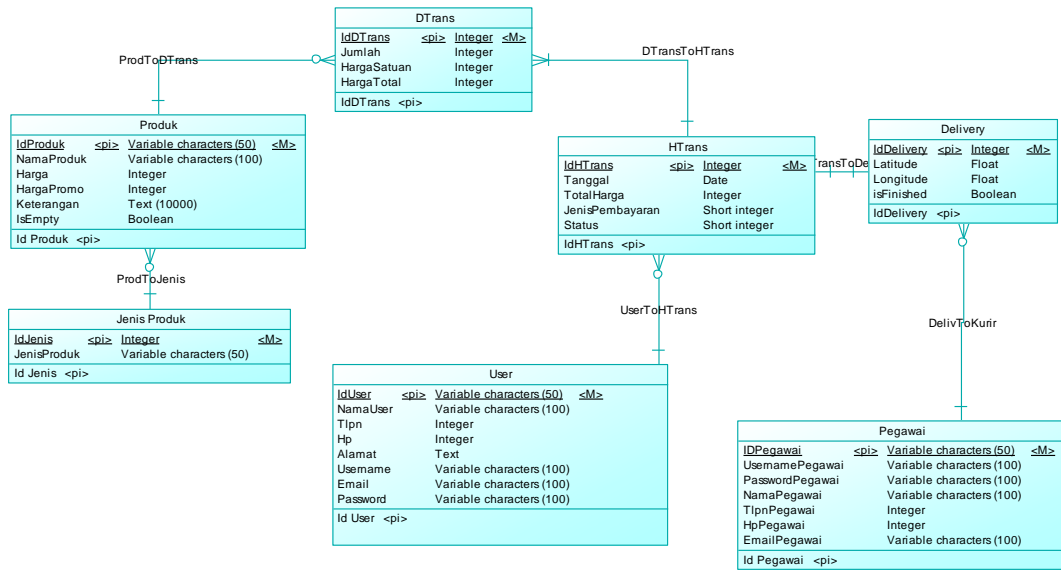 DTrans
IdDTrans <pi> Integer <M>
Jumlah Integer
HargaSatuan Integer
HargaTotal Integer
IdDTrans <pi>
ProdToDTrans
DTransToHTrans
Produk
IdProduk <pi> Variable characters (50) <M>
NamaProduk Variable characters (100)
Harga Integer
HargaPromo Integer
Keterangan Text (10000)
IsEmpty Boolean
Id Produk <pi>
HTrans
IdHTrans <pi> Integer <M>
Tanggal Date
TotalHarga Integer
JenisPembayaran Short integer
Status Short integer
IdHTrans <pi>
ransToDe
Delivery
IdDelivery <pi> Integer <M>
Latitude Float
Longitude Float
isFinished Boolean
IdDelivery <pi>
ProdToJenis
UserToHTrans
DelivToKurir
Jenis Produk
IdJenis <pi> Integer <M>
JenisProduk Variable characters (50)
Id Jenis <pi>
User
IdUser <pi> Variable characters (50) <M>
NamaUser Variable characters (100)
Tlpn Integer
Hp Integer
Alamat Text
Username Variable characters (100)
Email Variable characters (100)
Password Variable characters (100)
Id User <pi>
Pegawai
IDPegawai <pi> Variable characters (50) <M>
UsernamePegawai Variable characters (100)
PasswordPegawai Variable characters (100)
NamaPegawai Variable characters (100)
TlpnPegawai Integer
HpPegawai Integer
EmailPegawai Variable characters (100)
Id Pegawai <pi>